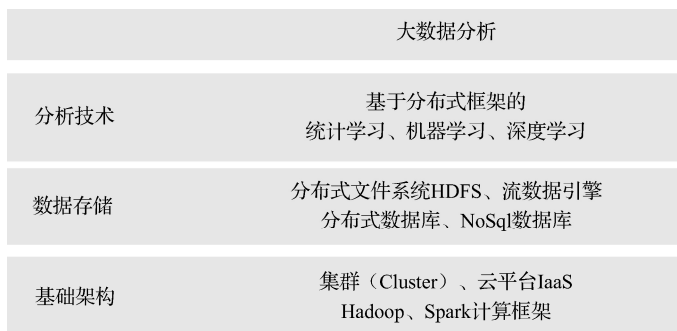 大数据分析
分析技术
基于分布式框架的
统计学习、机器学习、深度学习
数据存储
分布式文件系统HDFS、流数据引擎
分布式数据库、NoSql数据库
基础架构
集群（Cluster）、云平台IaaS
Hadoop、Spark计算框架